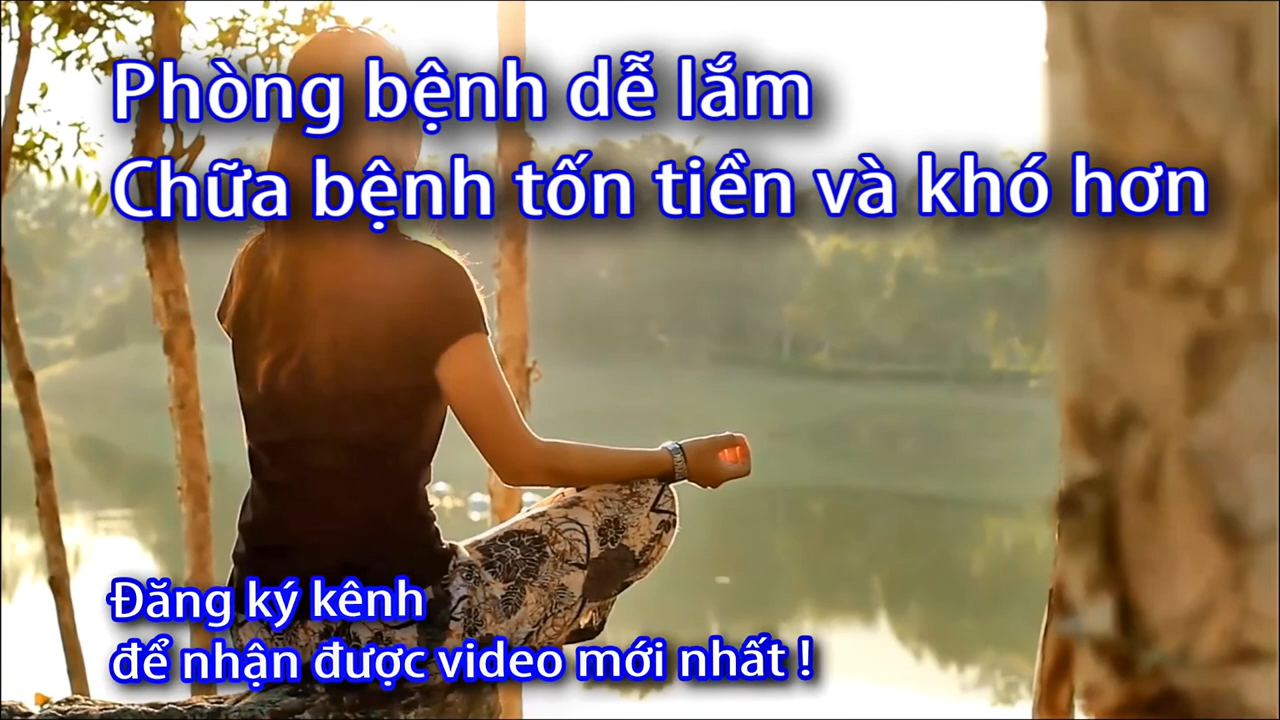 Phòng bệnh dễ lắm
Chữa bệnh tốn tiền và khó hơn
Đăng ký kênh
để nhận được video mới nhất !